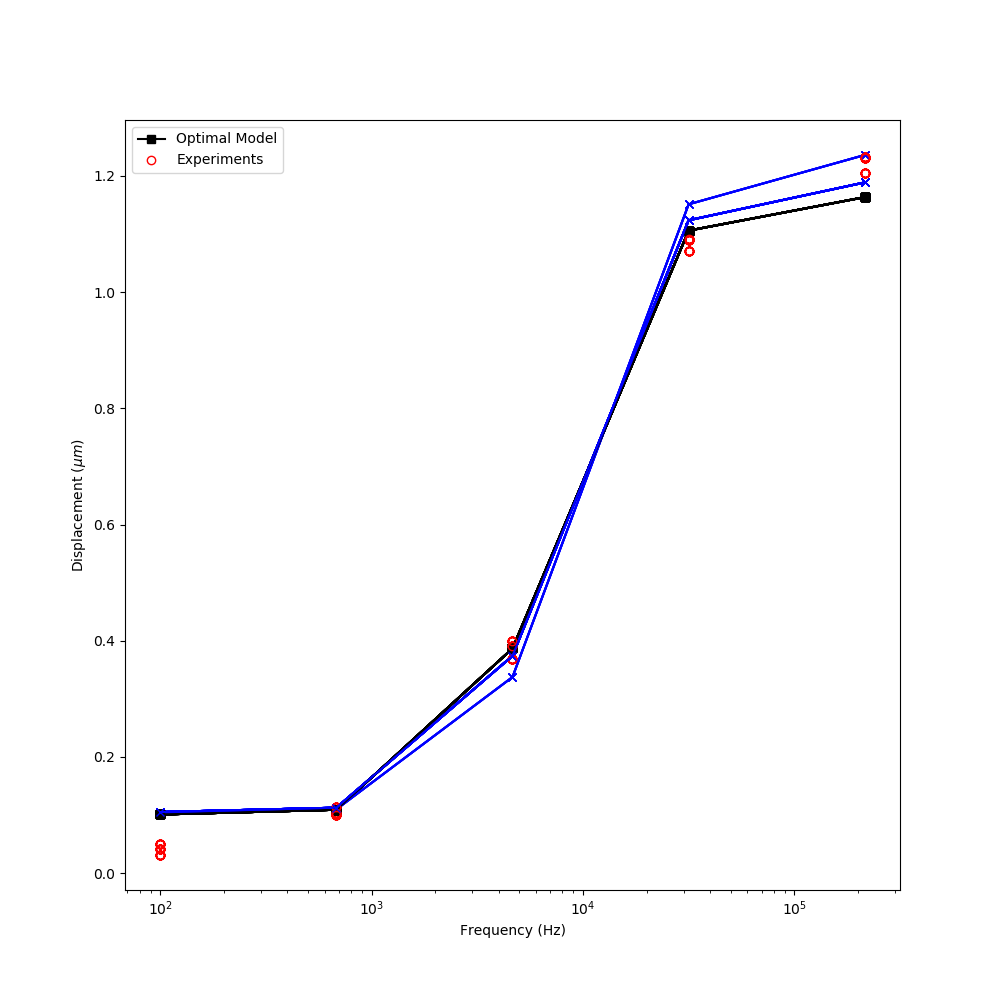 Optimal Model
Experiments
1.2
1.0
0.8
0.6
0.4
0.2
0.0
Displacement (μm)
10²
10³
10⁴
10⁵
Frequency (Hz)